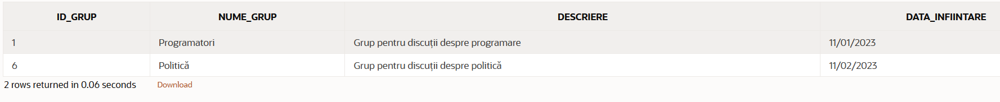 ID_GRUP NUME_GRUP DESCRIERE DATA_INFIINTARE
1 Programatori Grup pentru discuții despre programare 11/01/2023
6 Politică Grup pentru discuții despre politică 11/02/2023
2 rows returned in 0.06 seconds Download